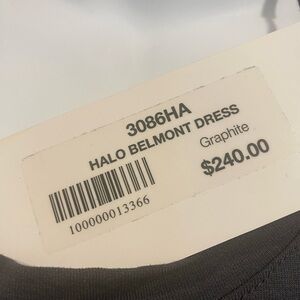 3086HA
HALO BELMONT DRESS
Graphite
$240.00
100000013366